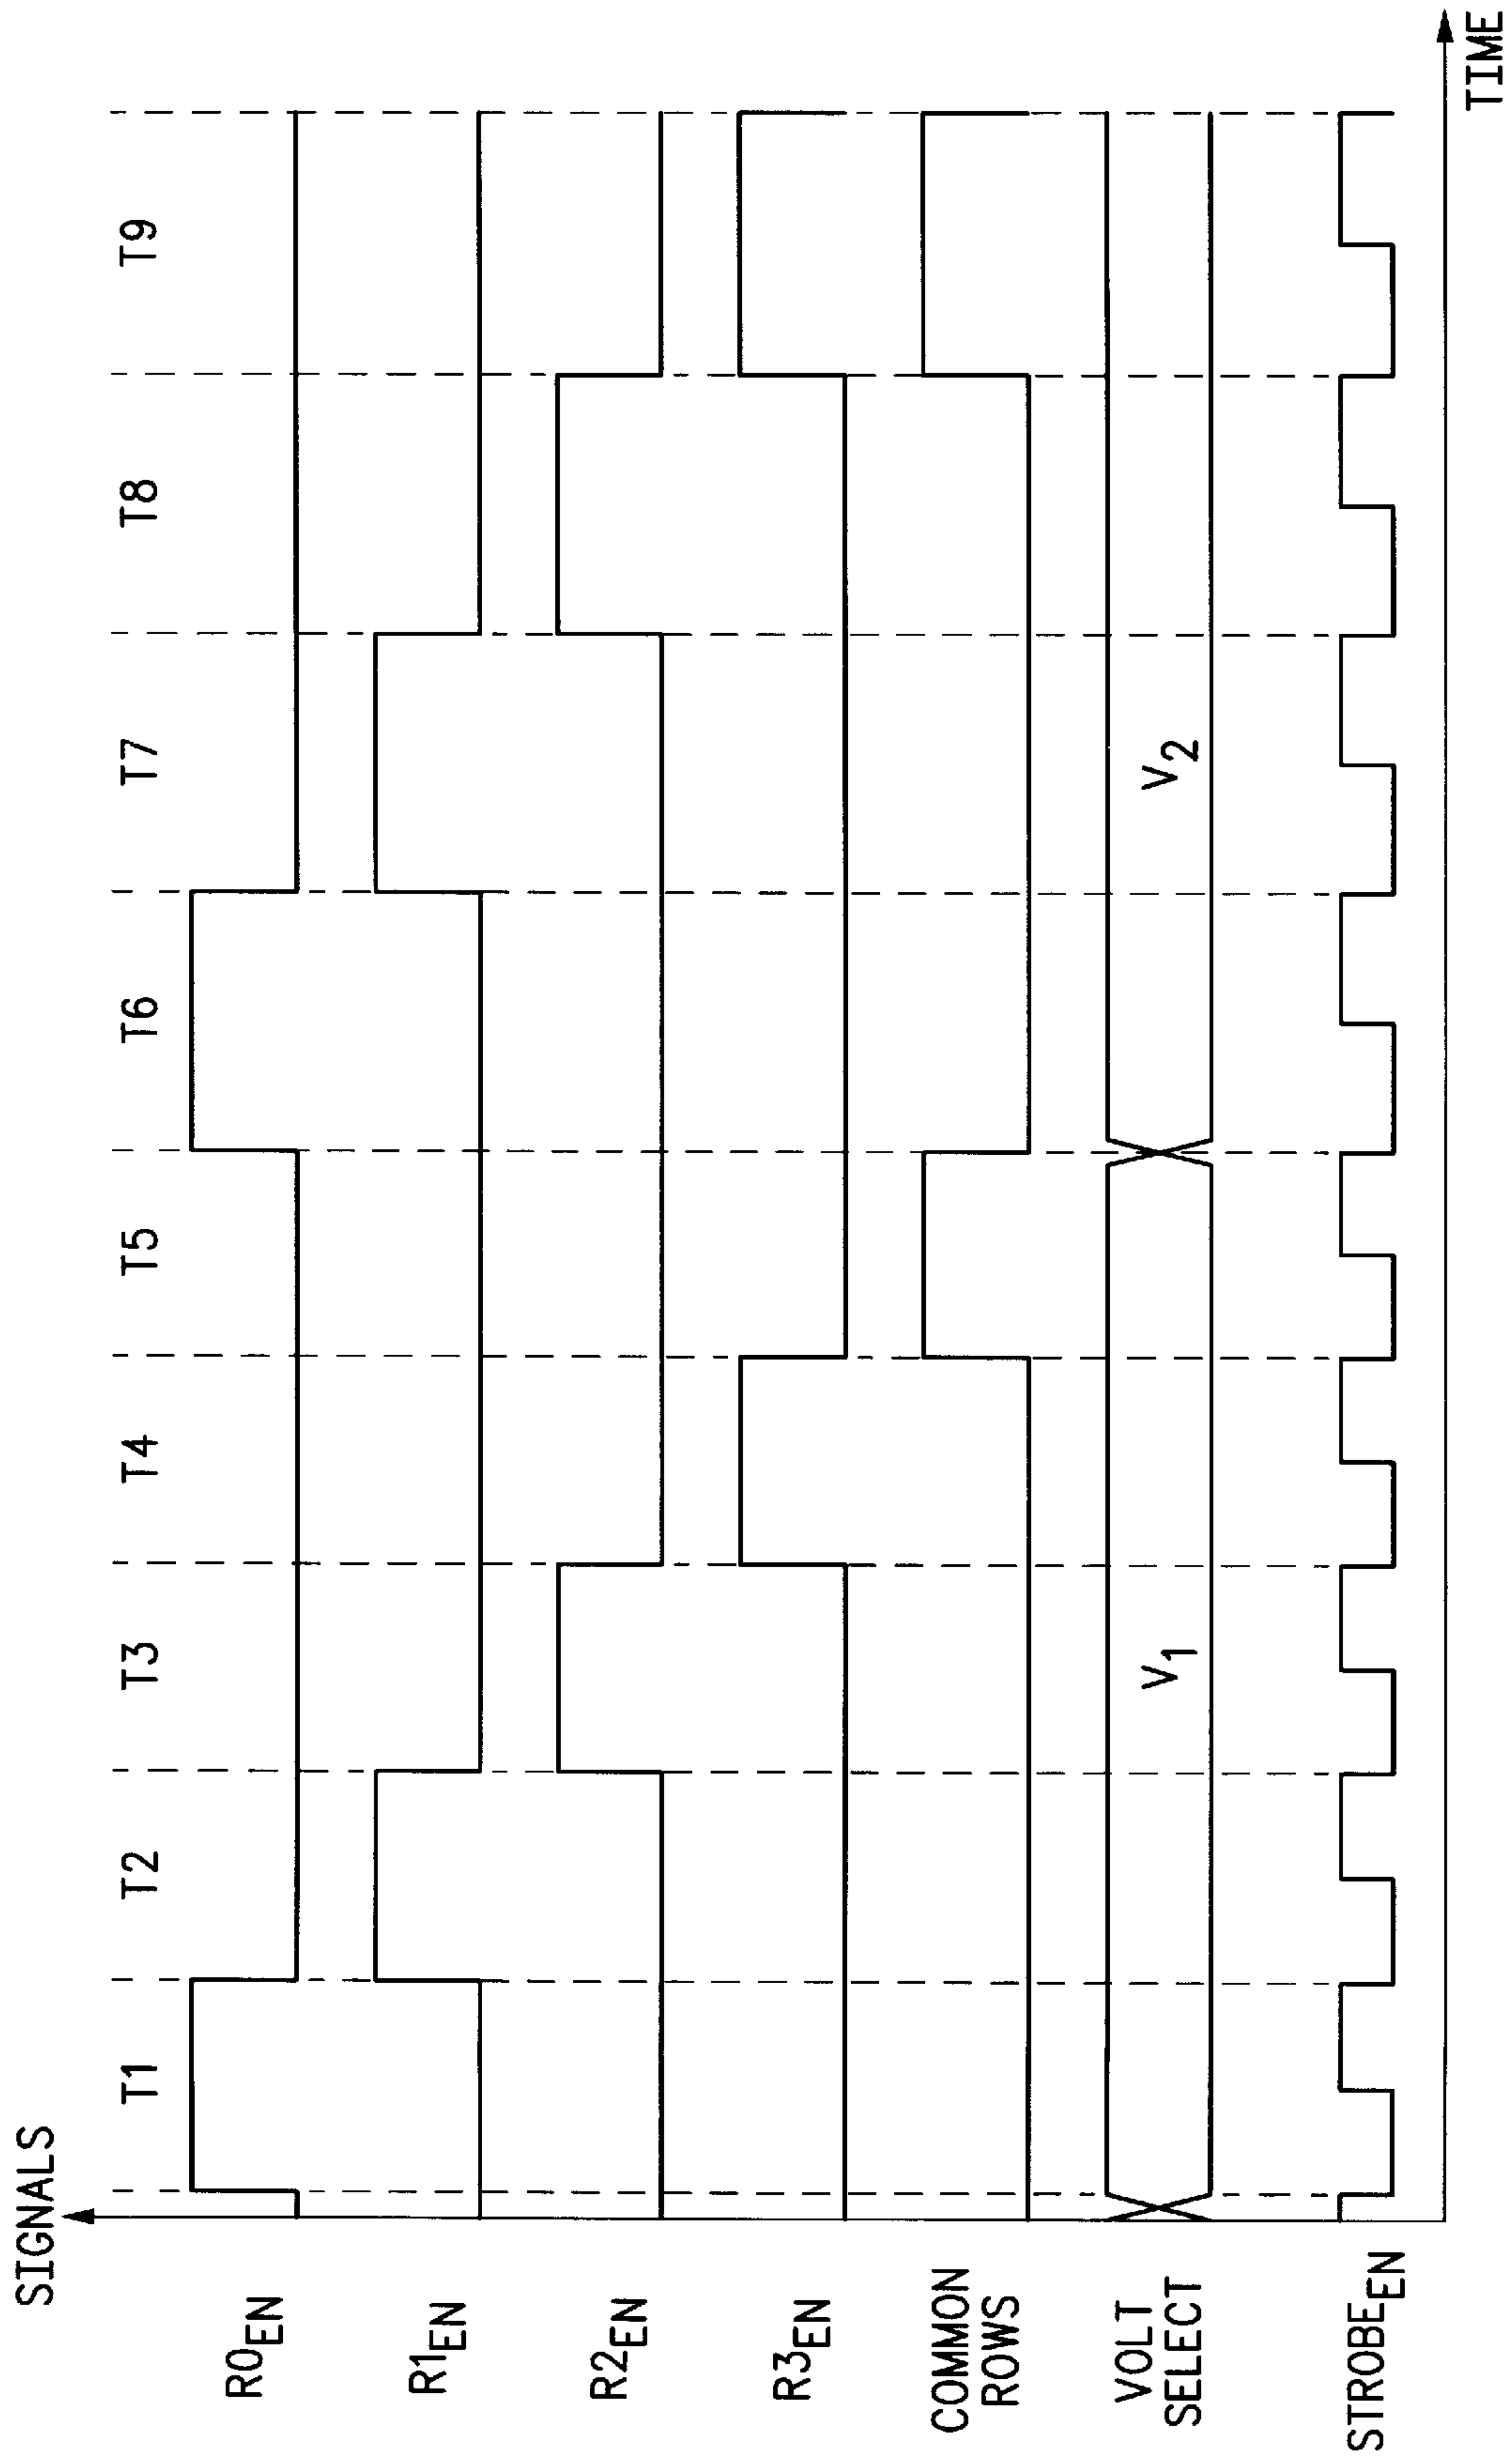 SIGNALS
T1 T2 T3 T4 T5 T6 T7 T8 T9
R0EN
R1EN
R2EN
R3EN
COMMON
ROWS
VOLT
SELECT
V1 V2
STROBEEN
TIME